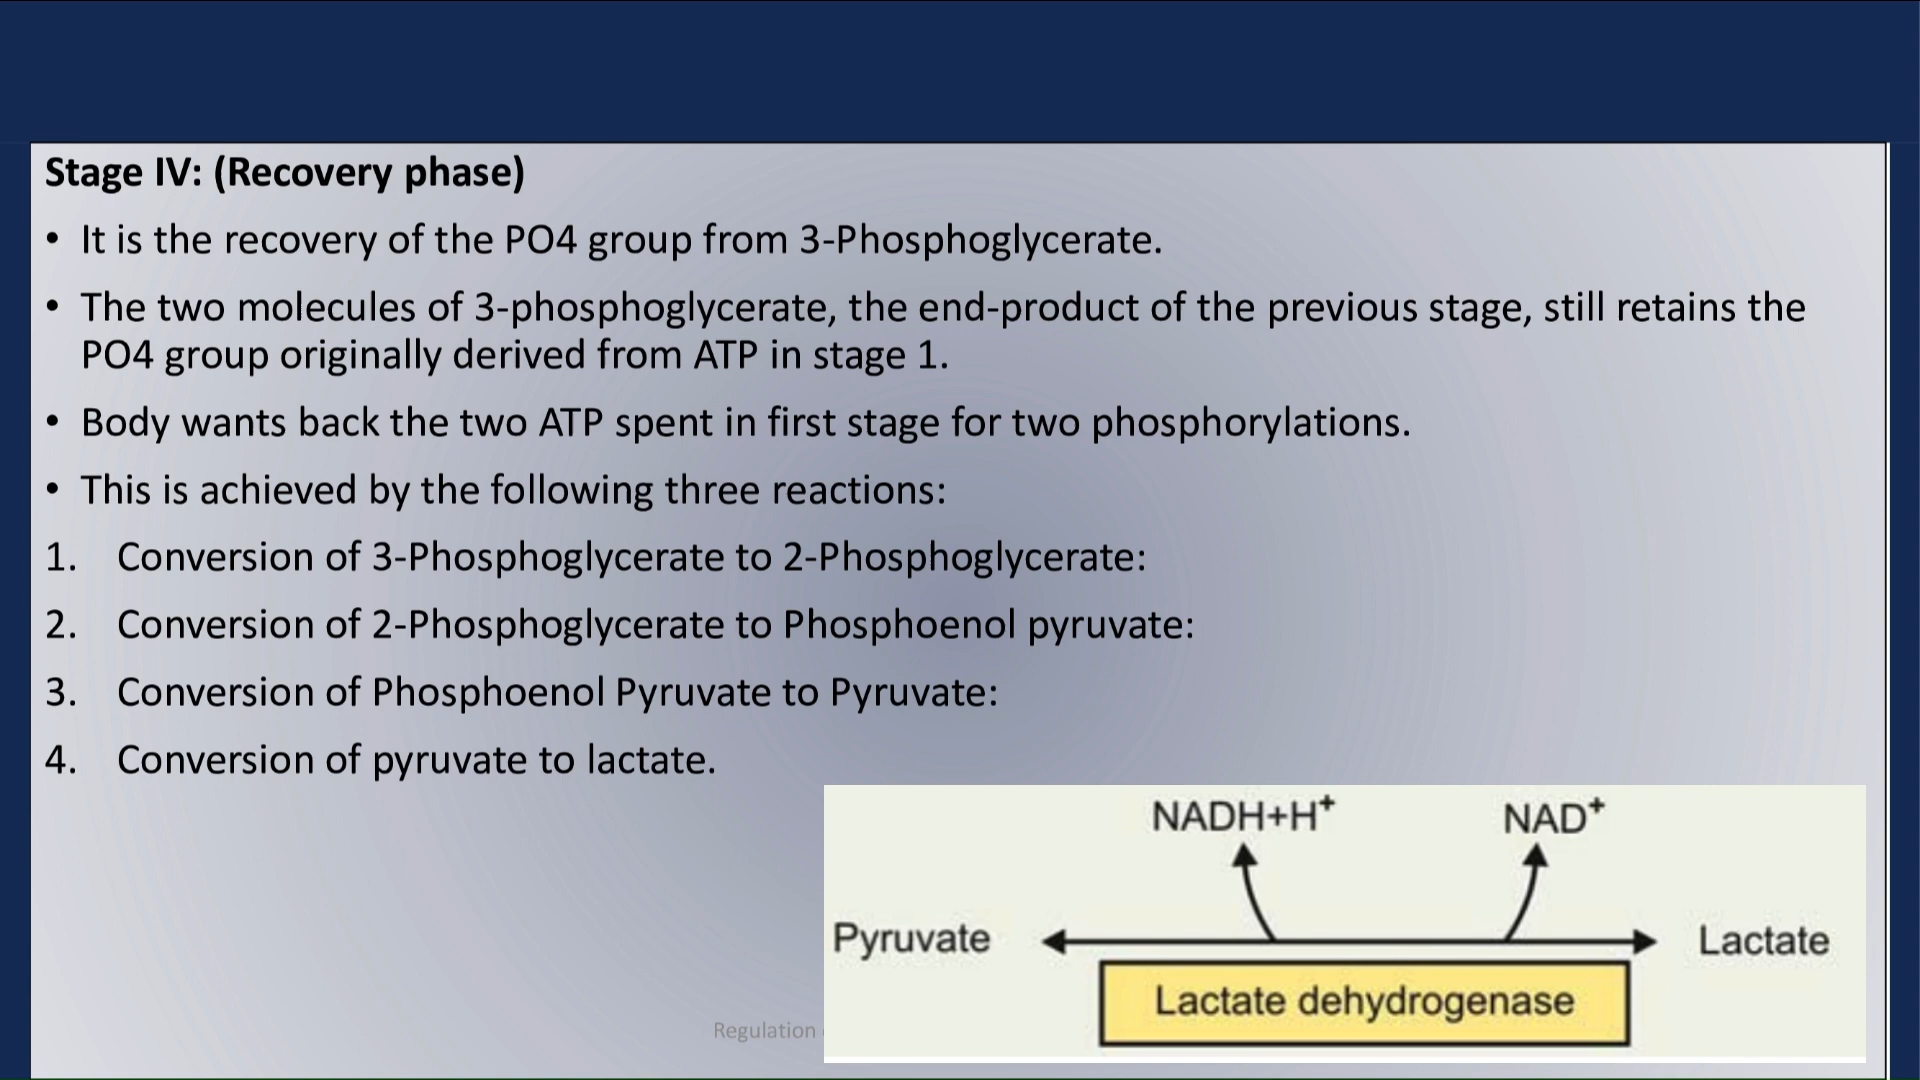 Stage IV: (Recovery phase)
• It is the recovery of the PO4 group from 3-Phosphoglycerate.
• The two molecules of 3-phosphoglycerate, the end-product of the previous stage, still retains the
PO4 group originally derived from ATP in stage 1.
• Body wants back the two ATP spent in first stage for two phosphorylations.
• This is achieved by the following three reactions:
1. Conversion of 3-Phosphoglycerate to 2-Phosphoglycerate:
2. Conversion of 2-Phosphoglycerate to Phosphoenol pyruvate:
3. Conversion of Phosphoenol Pyruvate to Pyruvate:
4. Conversion of pyruvate to lactate.
NADH+H⁺ NAD⁺
Pyruvate Lactate
Lactate dehydrogenase
Regulation